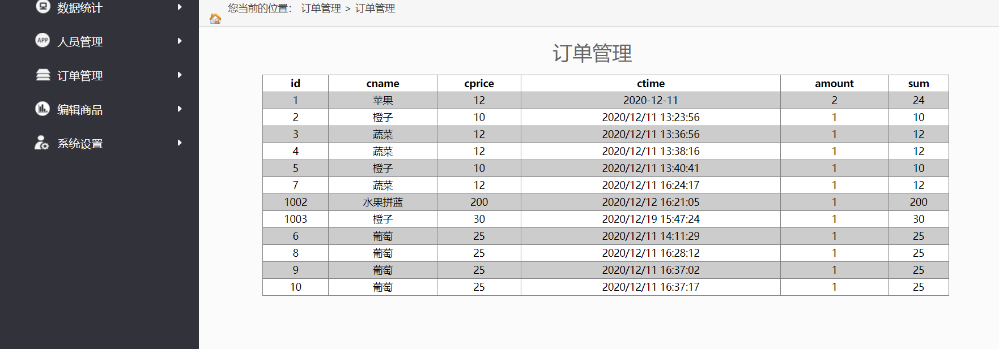 数据统计
人员管理
订单管理
编辑商品
系统设置
您当前的位置： 订单管理 > 订单管理
订单管理
id cname cprice ctime amount sum
1 苹果 12 2020-12-11 2 24
2 橙子 10 2020/12/11 13:23:56 1 10
3 蔬菜 12 2020/12/11 13:36:56 1 12
4 蔬菜 12 2020/12/11 13:38:16 1 12
5 橙子 10 2020/12/11 13:40:41 1 10
7 蔬菜 12 2020/12/11 16:24:17 1 12
1002 水果拼蓝 200 2020/12/12 16:21:05 1 200
1003 橙子 30 2020/12/19 15:47:24 1 30
6 葡萄 25 2020/12/11 14:11:29 1 25
8 葡萄 25 2020/12/11 16:28:12 1 25
9 葡萄 25 2020/12/11 16:37:02 1 25
10 葡萄 25 2020/12/11 16:37:17 1 25
APP